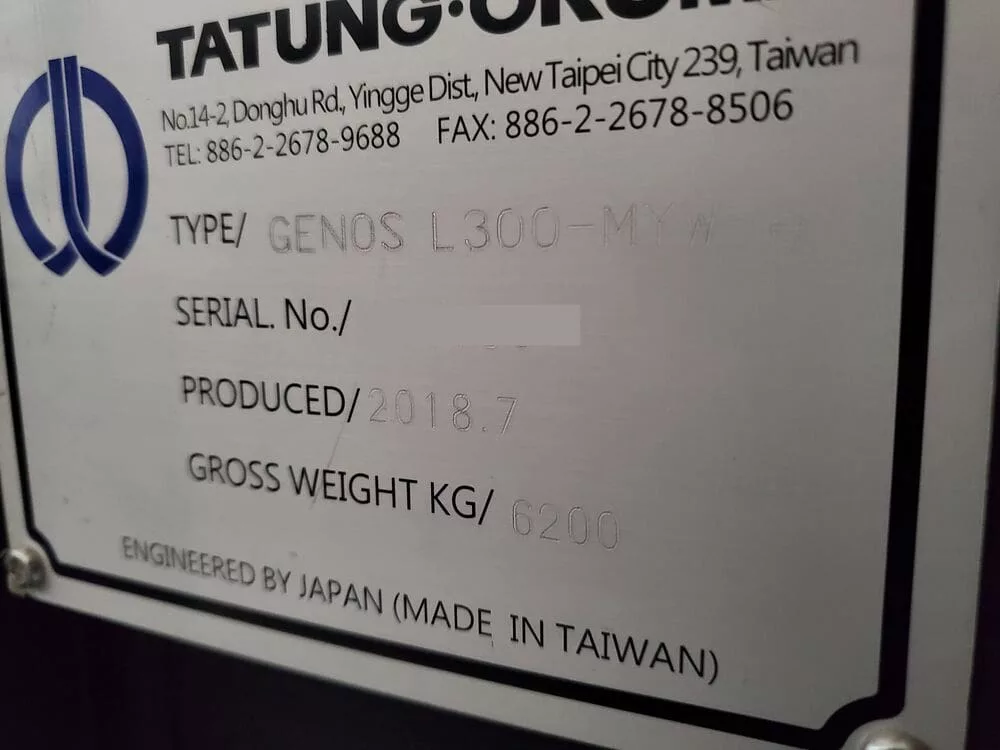 TATUNG·OKUM
No.14-2, Donghu Rd., Yingge Dist., New Taipei City 239, Taiwan
TEL: 886-2-2678-9688 FAX: 886-2-2678-8506
TYPE/ GENOS L300-MYW
SERIAL. No./
PRODUCED/ 2018.7
GROSS WEIGHT KG/ 6200
ENGINEERED BY JAPAN (MADE IN TAIWAN)